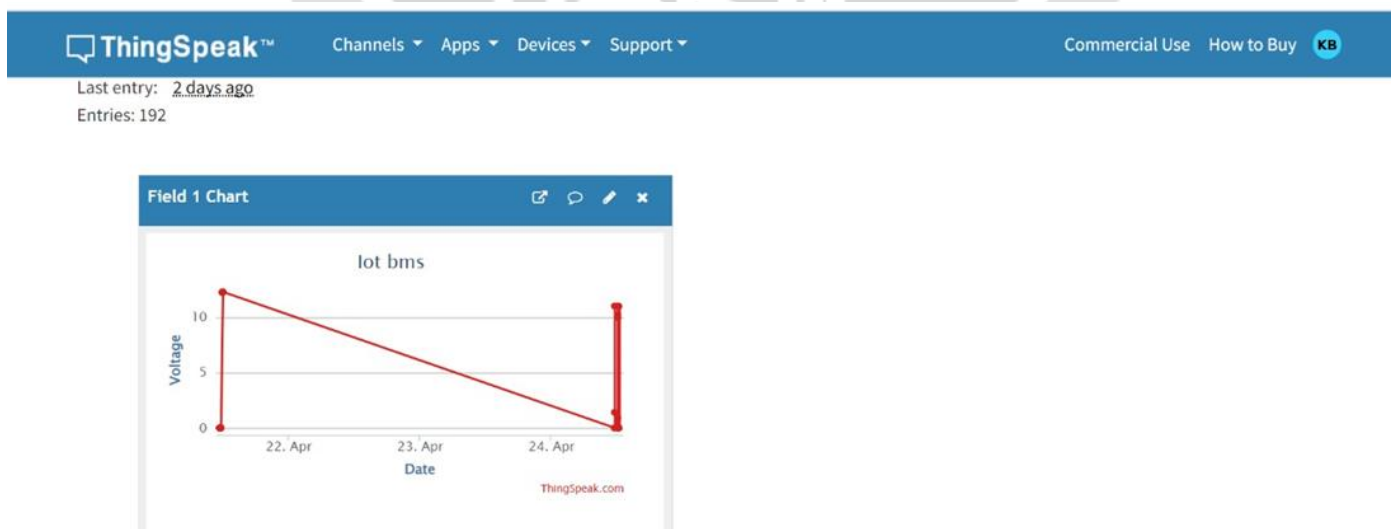 ThingSpeak™ Channels Apps Devices Support Commercial Use How to Buy KB
Last entry: 2 days ago
Entries: 192
Field 1 Chart
Iot bms
10
5
0
Voltage
22. Apr 23. Apr 24. Apr
Date
ThingSpeak.com